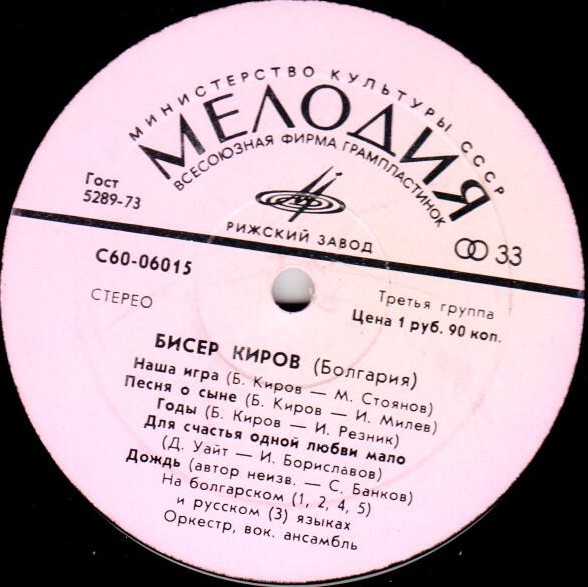 МИНИСТЕРСТВО КУЛЬТУРЫ СССР
МЕЛОДИЯ
ВСЕСОЮЗНАЯ ФИРМА ГРАМПЛАСТИНОК
Гост
5289-73
РИЖСКИЙ ЗАВОД
33
С60-06015
СТЕРЕО
Третья группа
Цена 1 руб. 90 коп.
БИСЕР КИРОВ (Болгария)
Наша игра (Б. Киров — М. Стоянов)
Песня о сыне (Б. Киров — И. Милев)
Годы (Б. Киров — И. Резник)
Для счастья одной любви мало
(Д. Уайт — И. Бориславов)
Дождь (автор неизв. — С. Банков)
На болгарском (1, 2, 4, 5)
и русском (3) языках
Оркестр, вок. ансамбль